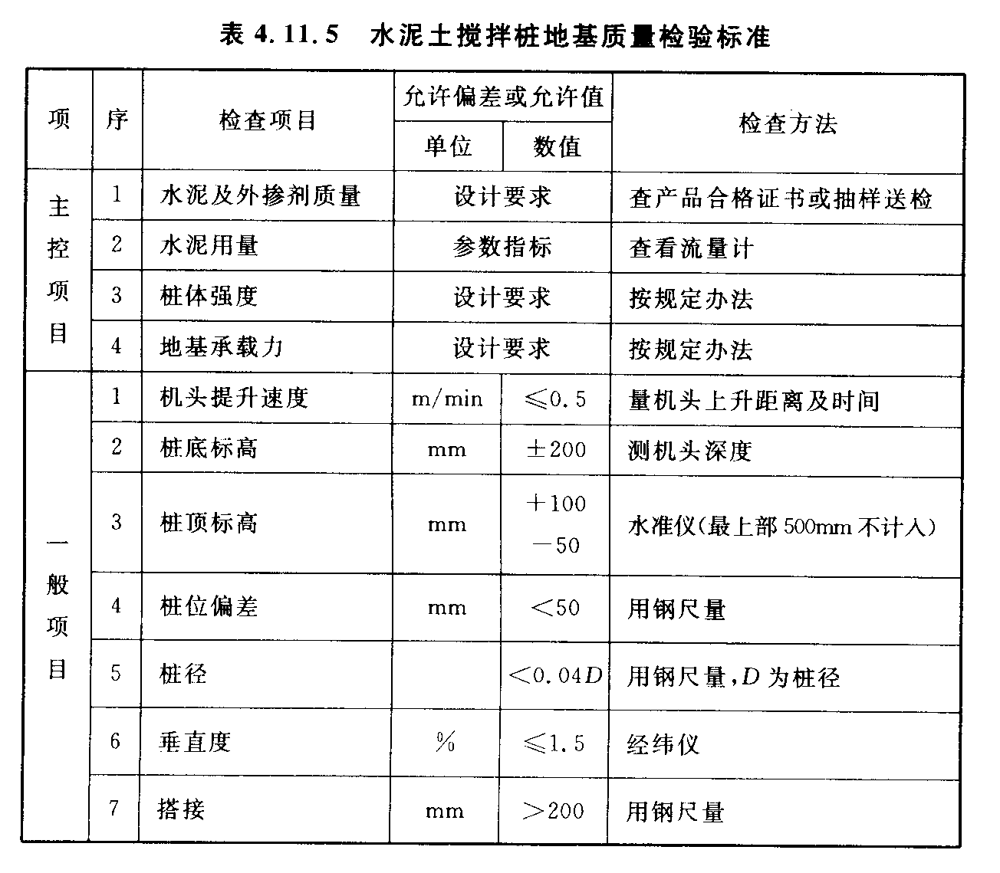 表 4.11.5 水泥土搅拌桩地基质量检验标准
项 序 检查项目 允许偏差或允许值 检查方法
单位 数值
主控项目
1 水泥及外掺剂质量 设计要求 查产品合格证书或抽样送检
2 水泥用量 参数指标 查看流量计
3 桩体强度 设计要求 按规定办法
4 地基承载力 设计要求 按规定办法
一般项目
1 机头提升速度 m/min ≤0.5 量机头上升距离及时间
2 桩底标高 mm ±200 测机头深度
3 桩顶标高 mm +100 -50 水准仪(最上部500mm不计入)
4 桩位偏差 mm <50 用钢尺量
5 桩径 <0.04D 用钢尺量,D为桩径
6 垂直度 % ≤1.5 经纬仪
7 搭接 mm >200 用钢尺量